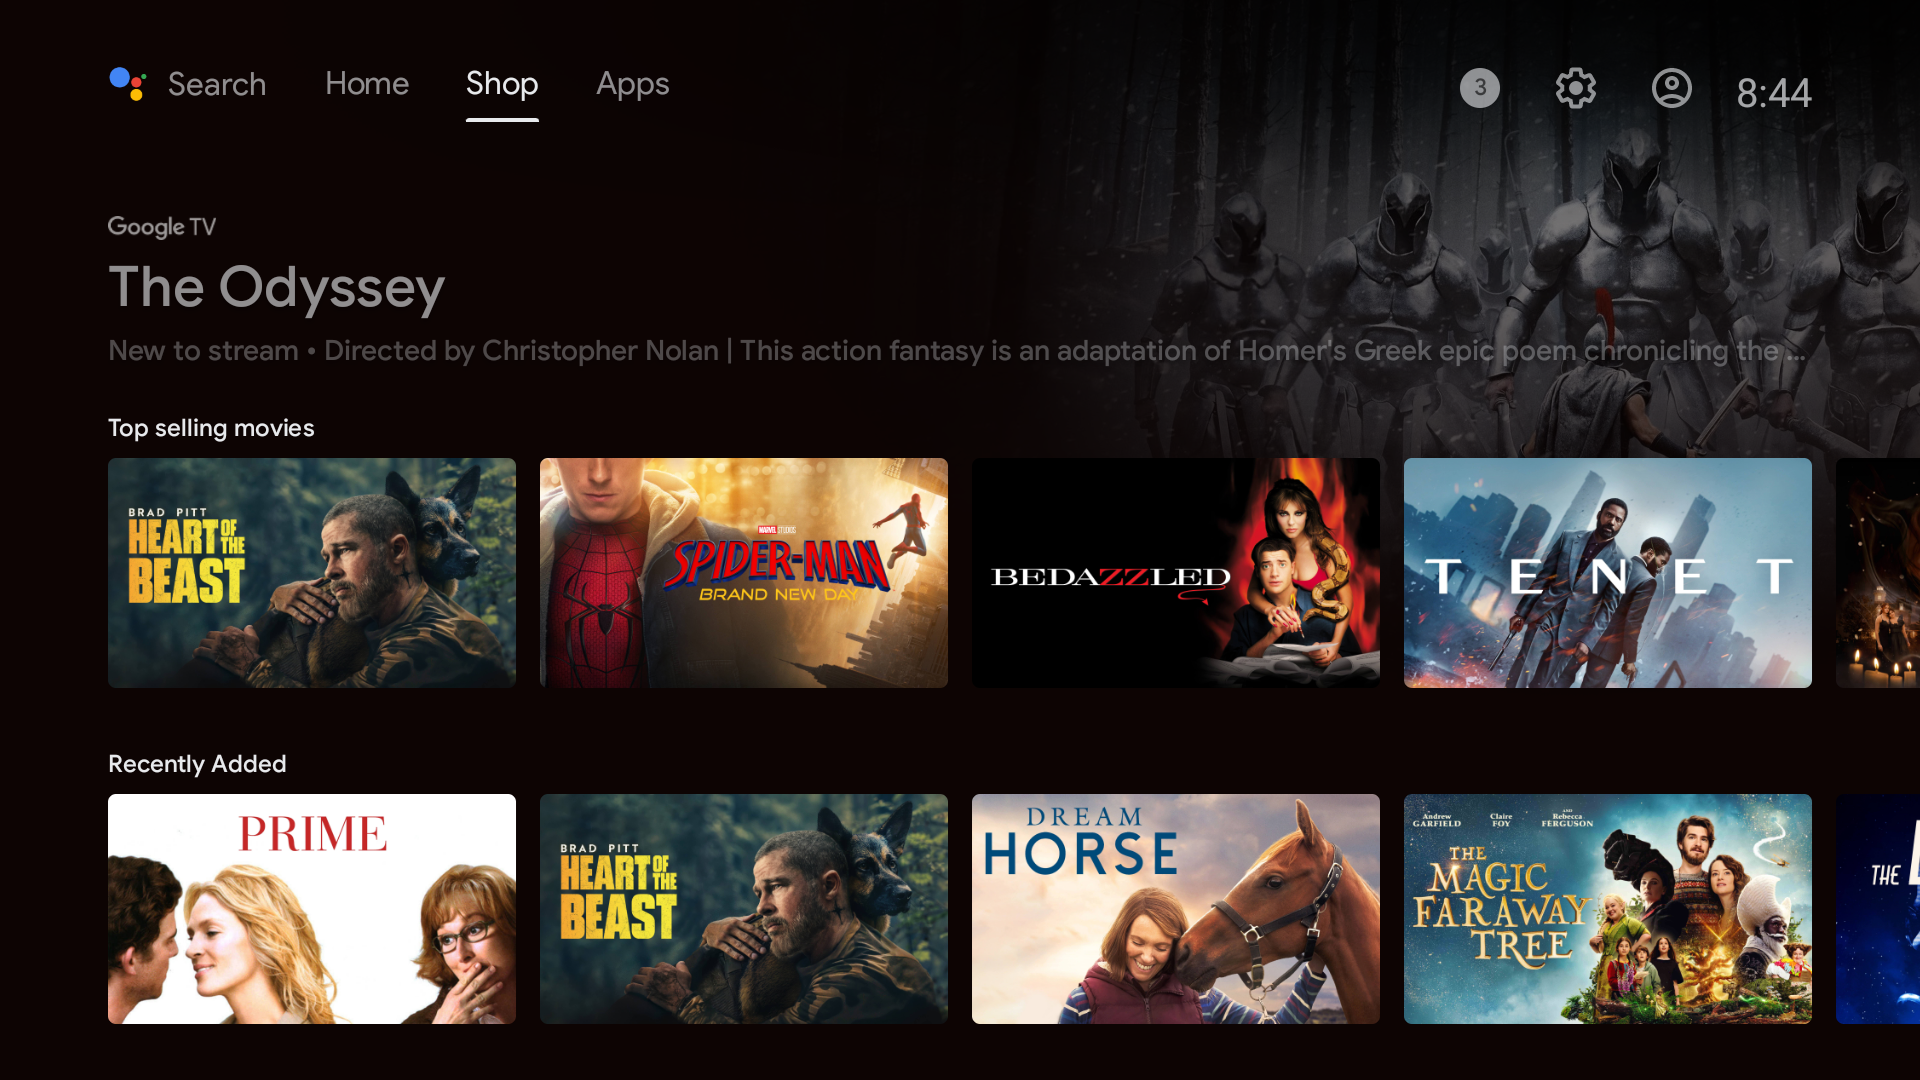 Search Home Shop Apps 3 8:44
Google TV
The Odyssey
New to stream • Directed by Christopher Nolan | This action fantasy is an adaptation of Homer's Greek epic poem chronicling the ...
Top selling movies
BRAD PITT
HEART OF THE
BEAST
MARVEL STUDIOS
SPIDER-MAN
BRAND NEW DAY
BEDAZZLED
TENET
Recently Added
PRIME
BRAD PITT
HEART OF THE
BEAST
DREAM
HORSE
Andrew GARFIELD Claire FOY AND Rebecca FERGUSON
THE
MAGIC
FARAWAY
TREE
THE